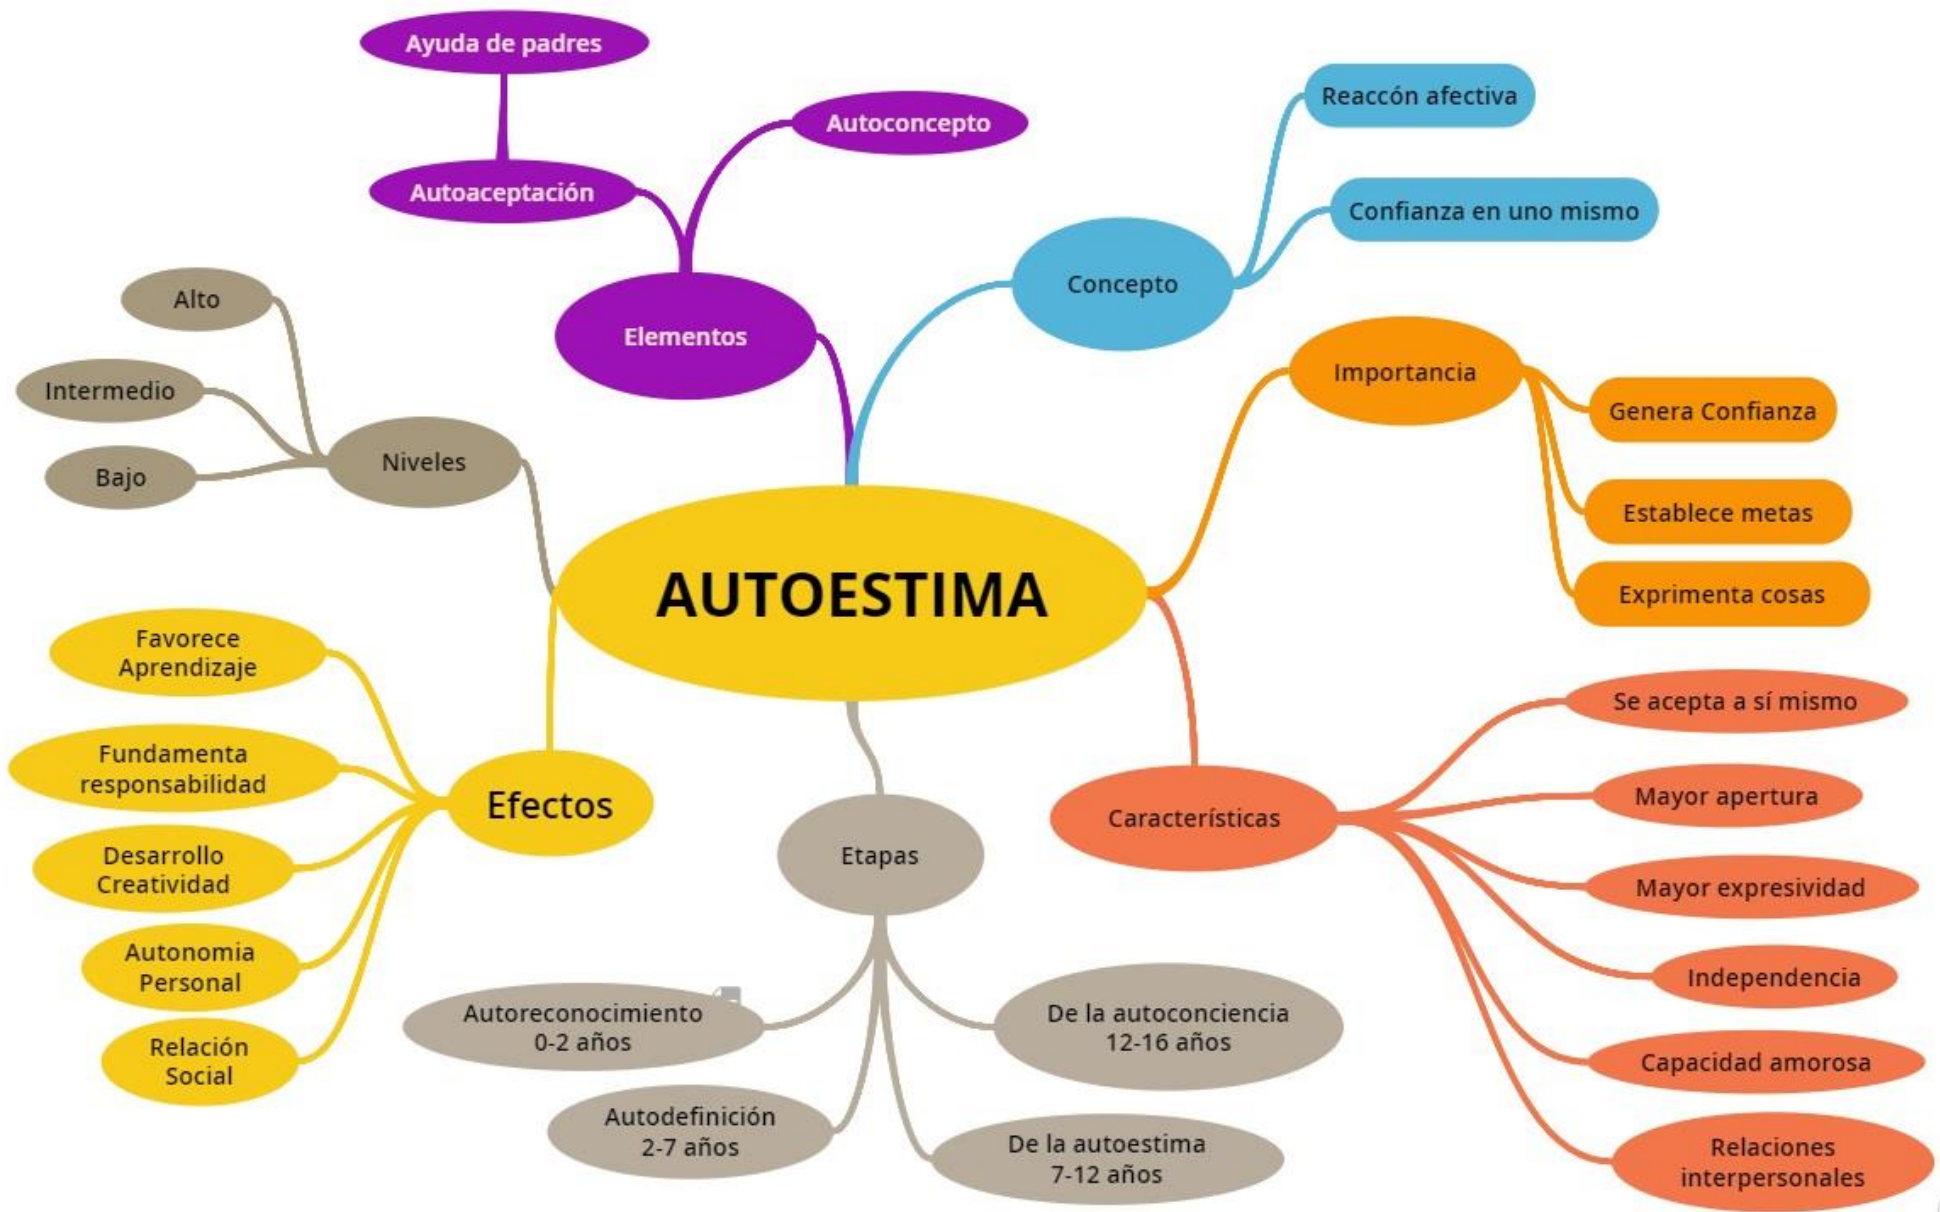 Ayuda de padres
Autoconcepto
Autoaceptación
Elementos
Reaccón afectiva
Confianza en uno mismo
Concepto
Importancia
Genera Confianza
Establece metas
Exprimenta cosas
Alto
Intermedio
Bajo
Niveles
AUTOESTIMA
Favorece
Aprendizaje
Fundamenta
responsabilidad
Desarrollo
Creatividad
Autonomia
Personal
Relación
Social
Efectos
Etapas
Autoreconocimiento
0-2 años
Autodefinición
2-7 años
De la autoestima
7-12 años
De la autoconciencia
12-16 años
Características
Se acepta a sí mismo
Mayor apertura
Mayor expresividad
Independencia
Capacidad amorosa
Relaciones
interpersonales